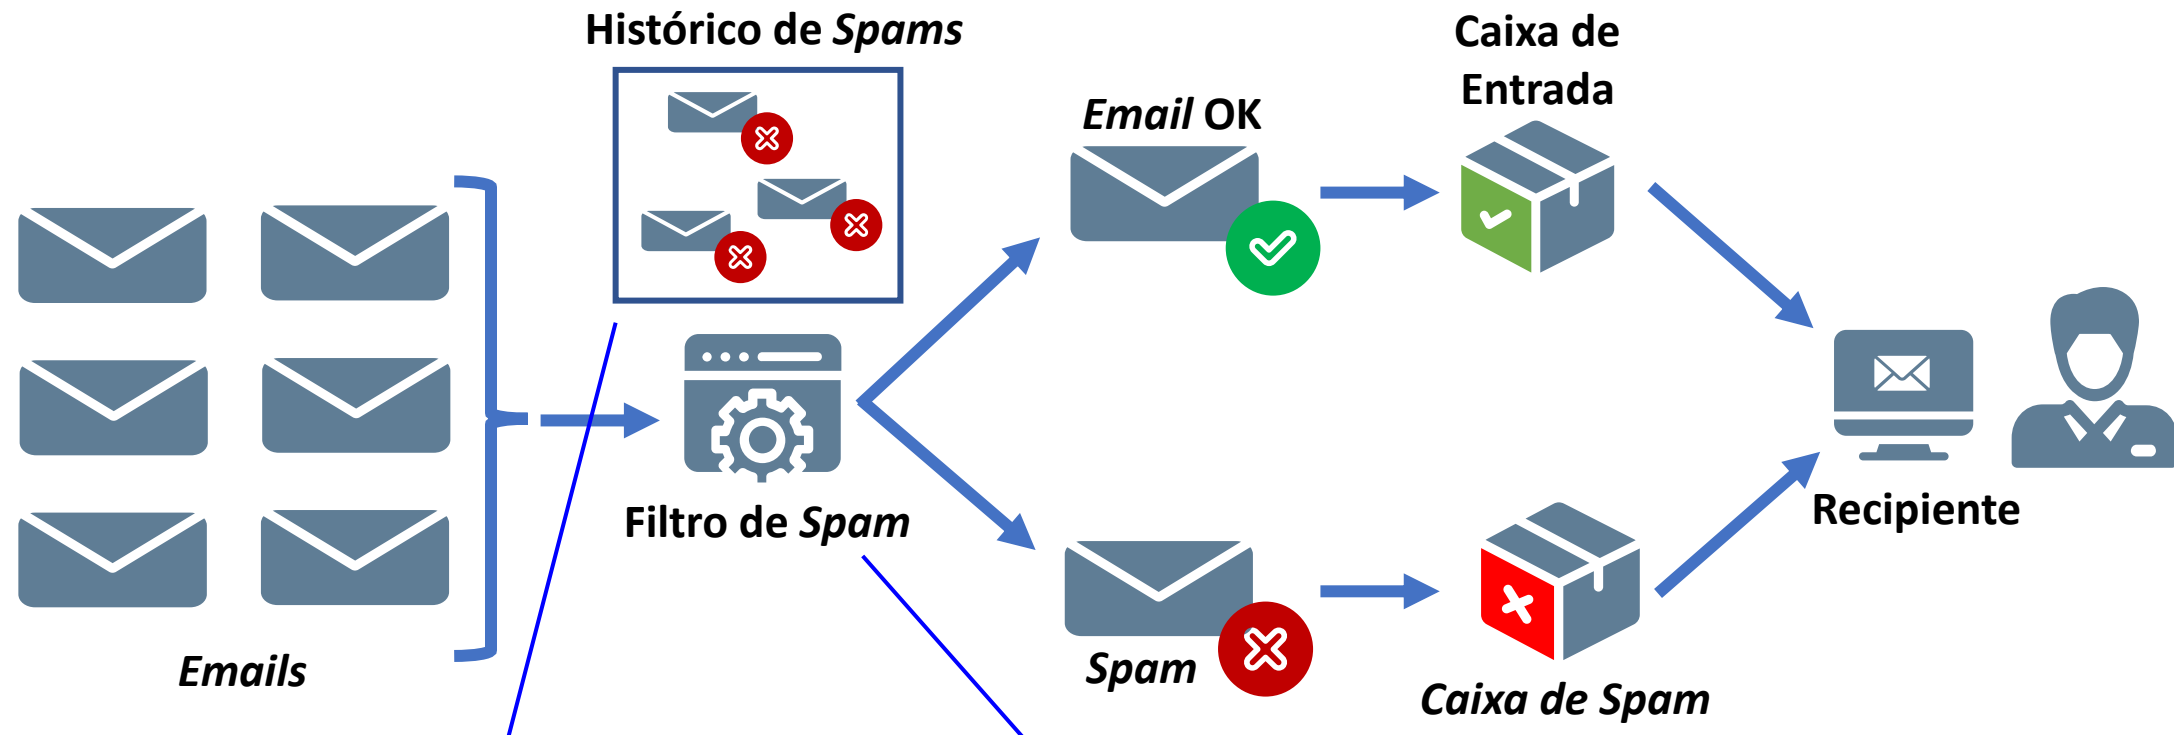 Histórico de Spams
Caixa de
Entrada
Email OK
Filtro de Spam
Recipiente
Emails
Spam
Caixa de Spam